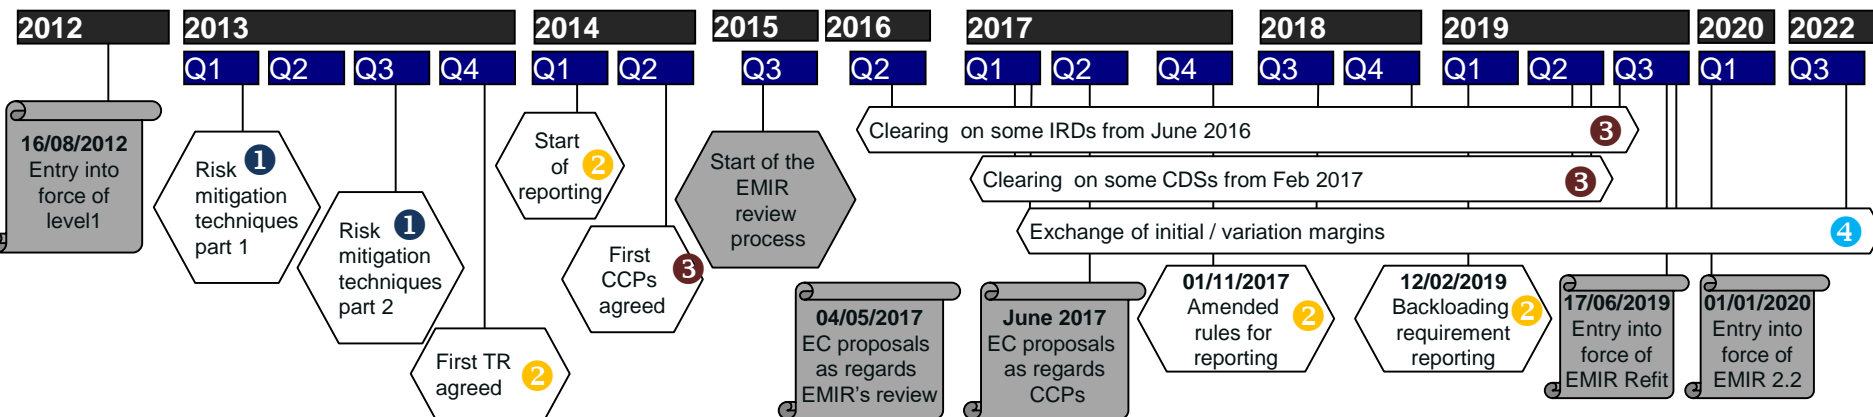 2012
2013
2014
2015
2016
2017
2018
2019
2020
2022
Q1
Q2
Q3
Q4
Q1
Q2
Q3
Q2
Q1
Q2
Q4
Q3
Q4
Q1
Q2
Q3
Q1
Q3
16/08/2012
Entry into
force of
level1
Risk 1
mitigation
techniques
part 1
Risk 1
mitigation
techniques
part 2
First TR
agreed 2
Start
of 2
reporting
First
CCPs 3
agreed
Start of the
EMIR
review
process
Clearing on some IRDs from June 2016 3
Clearing on some CDSs from Feb 2017 3
Exchange of initial / variation margins 4
04/05/2017
EC proposals
as regards
EMIR's review
June 2017
EC proposals
as regards
CCPs
01/11/2017
Amended
rules for 2
reporting
12/02/2019
Backloading 2
requirement
reporting
17/06/2019
Entry into
force of
EMIR Refit
01/01/2020
Entry into
force of
EMIR 2.2